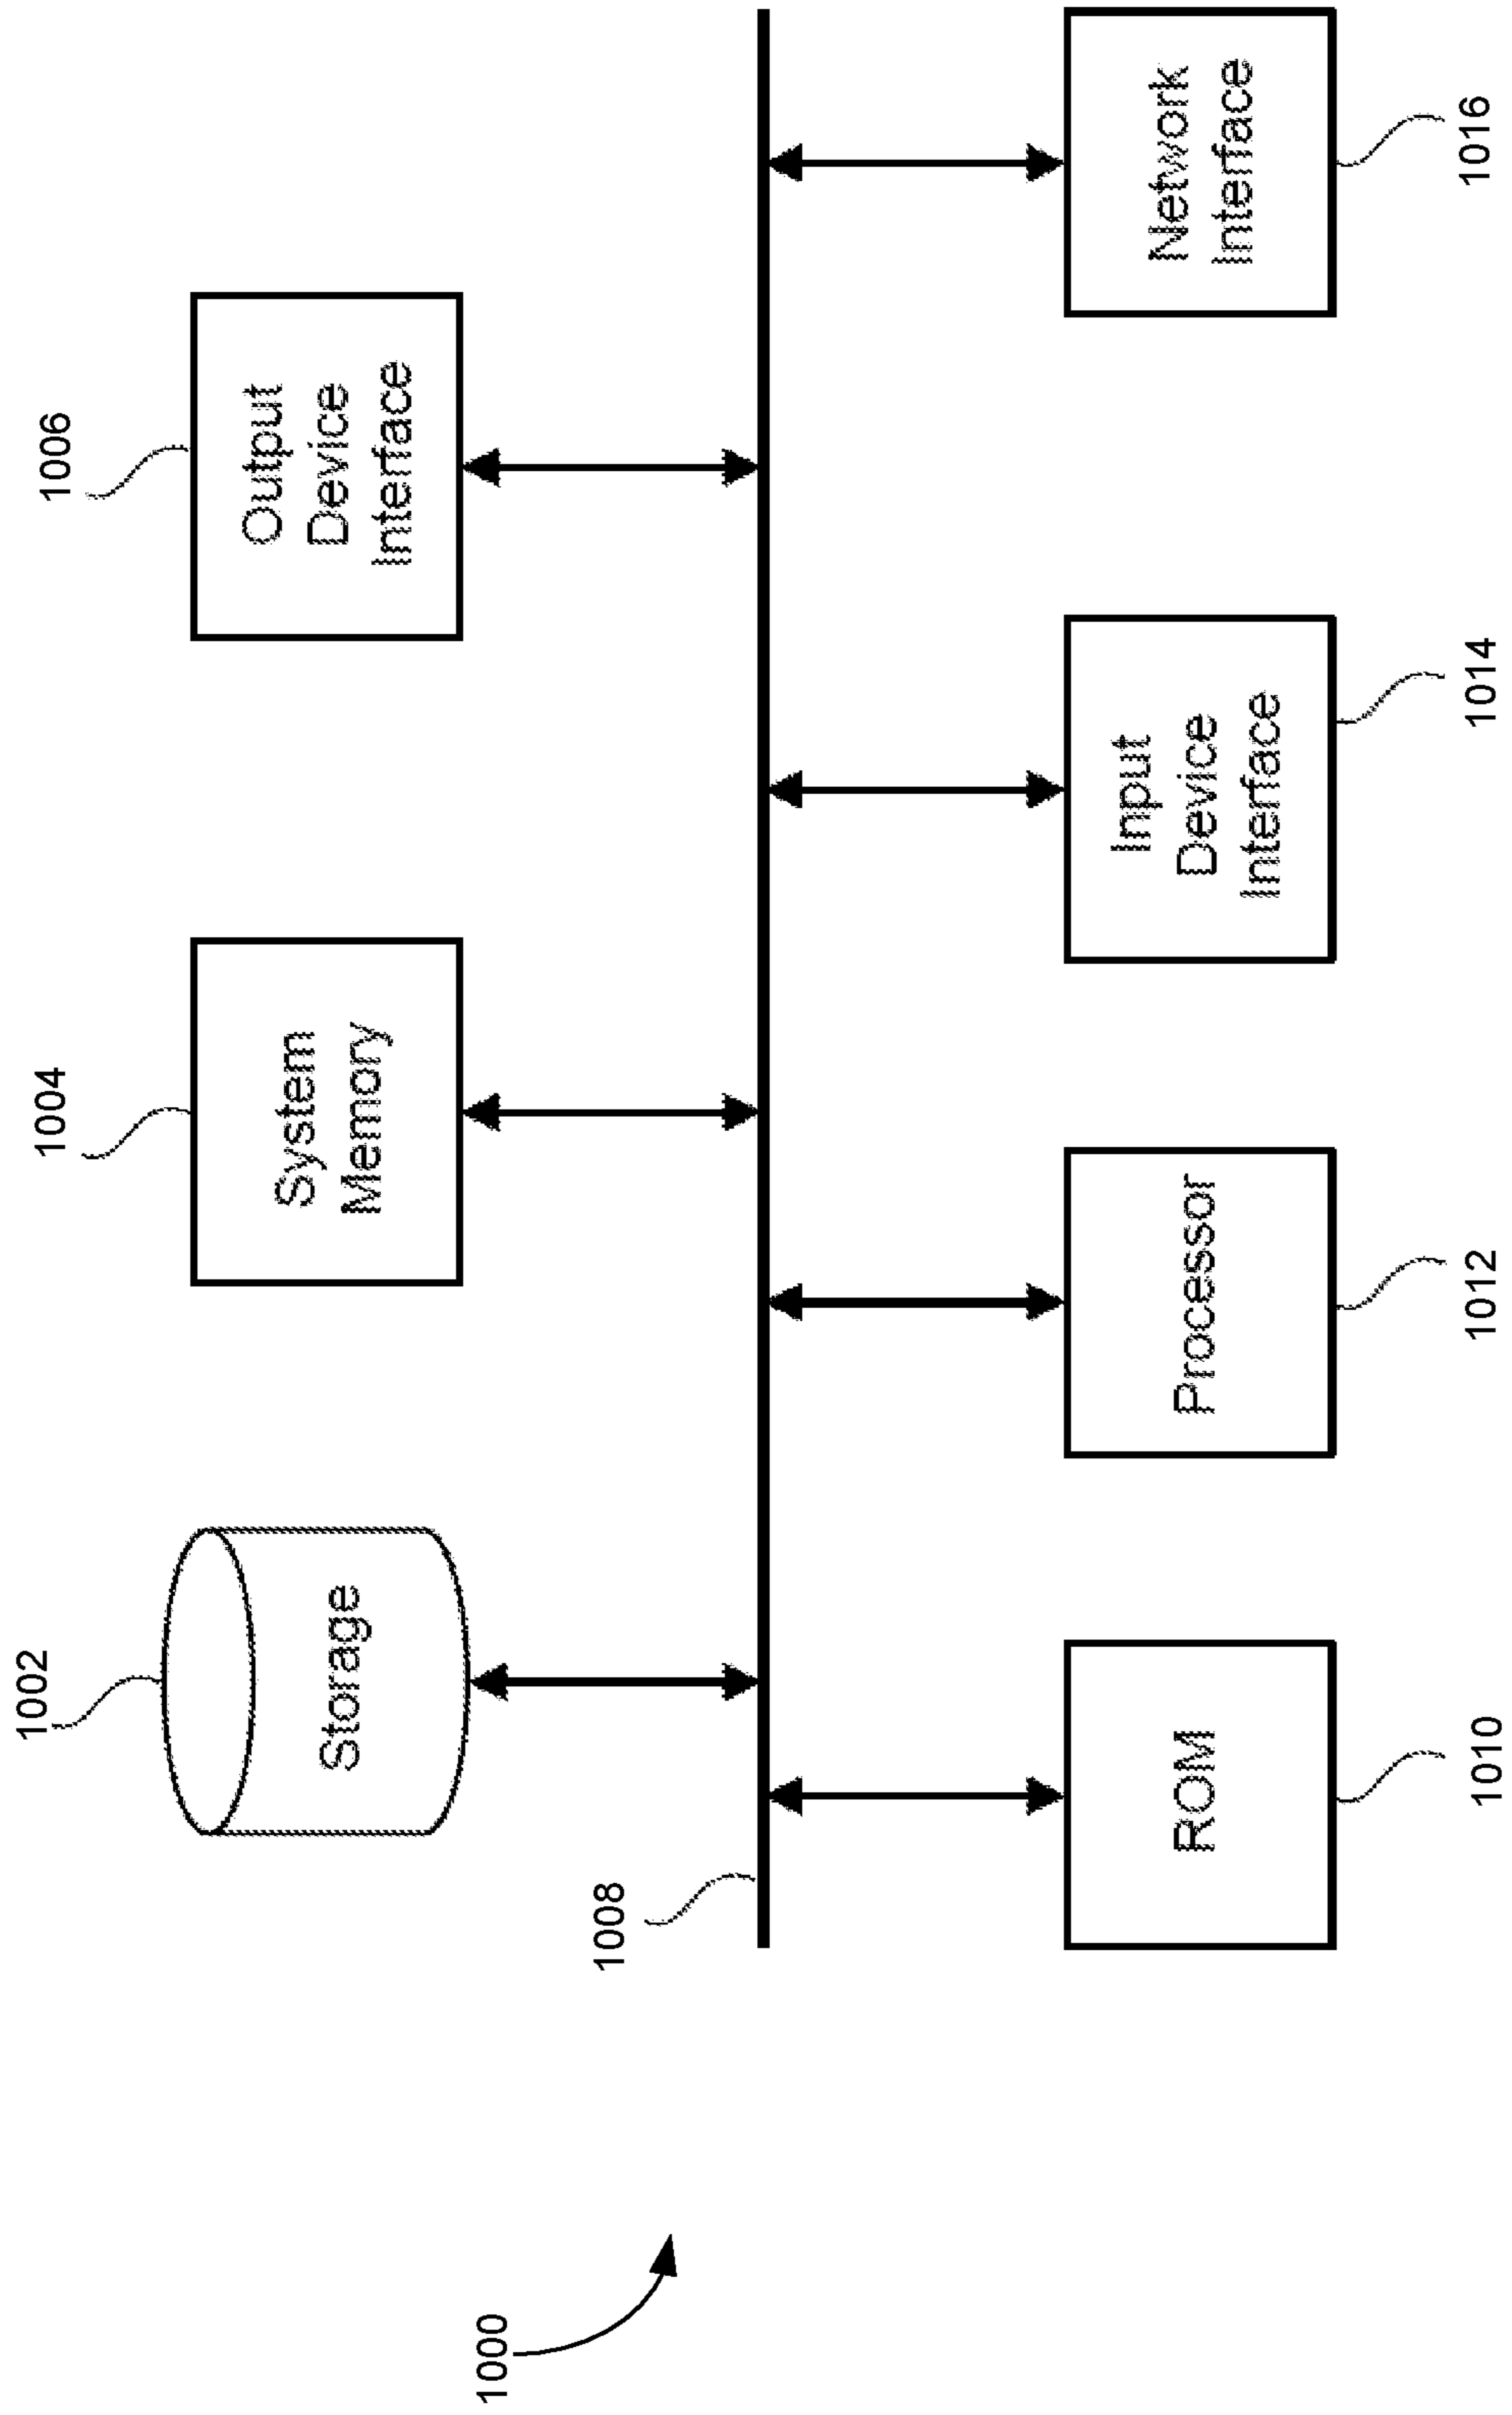 1002
1004
1006
Storage
System
Memory
Output
Device
Interface
1008
1000
ROM
Processor
Input
Device
Interface
Network
Interface
1010
1012
1014
1016